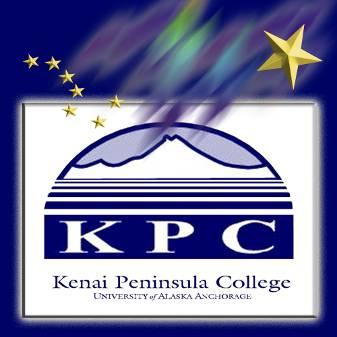 KPC
Kenai Peninsula College
UNIVERSITY of ALASKA ANCHORAGE